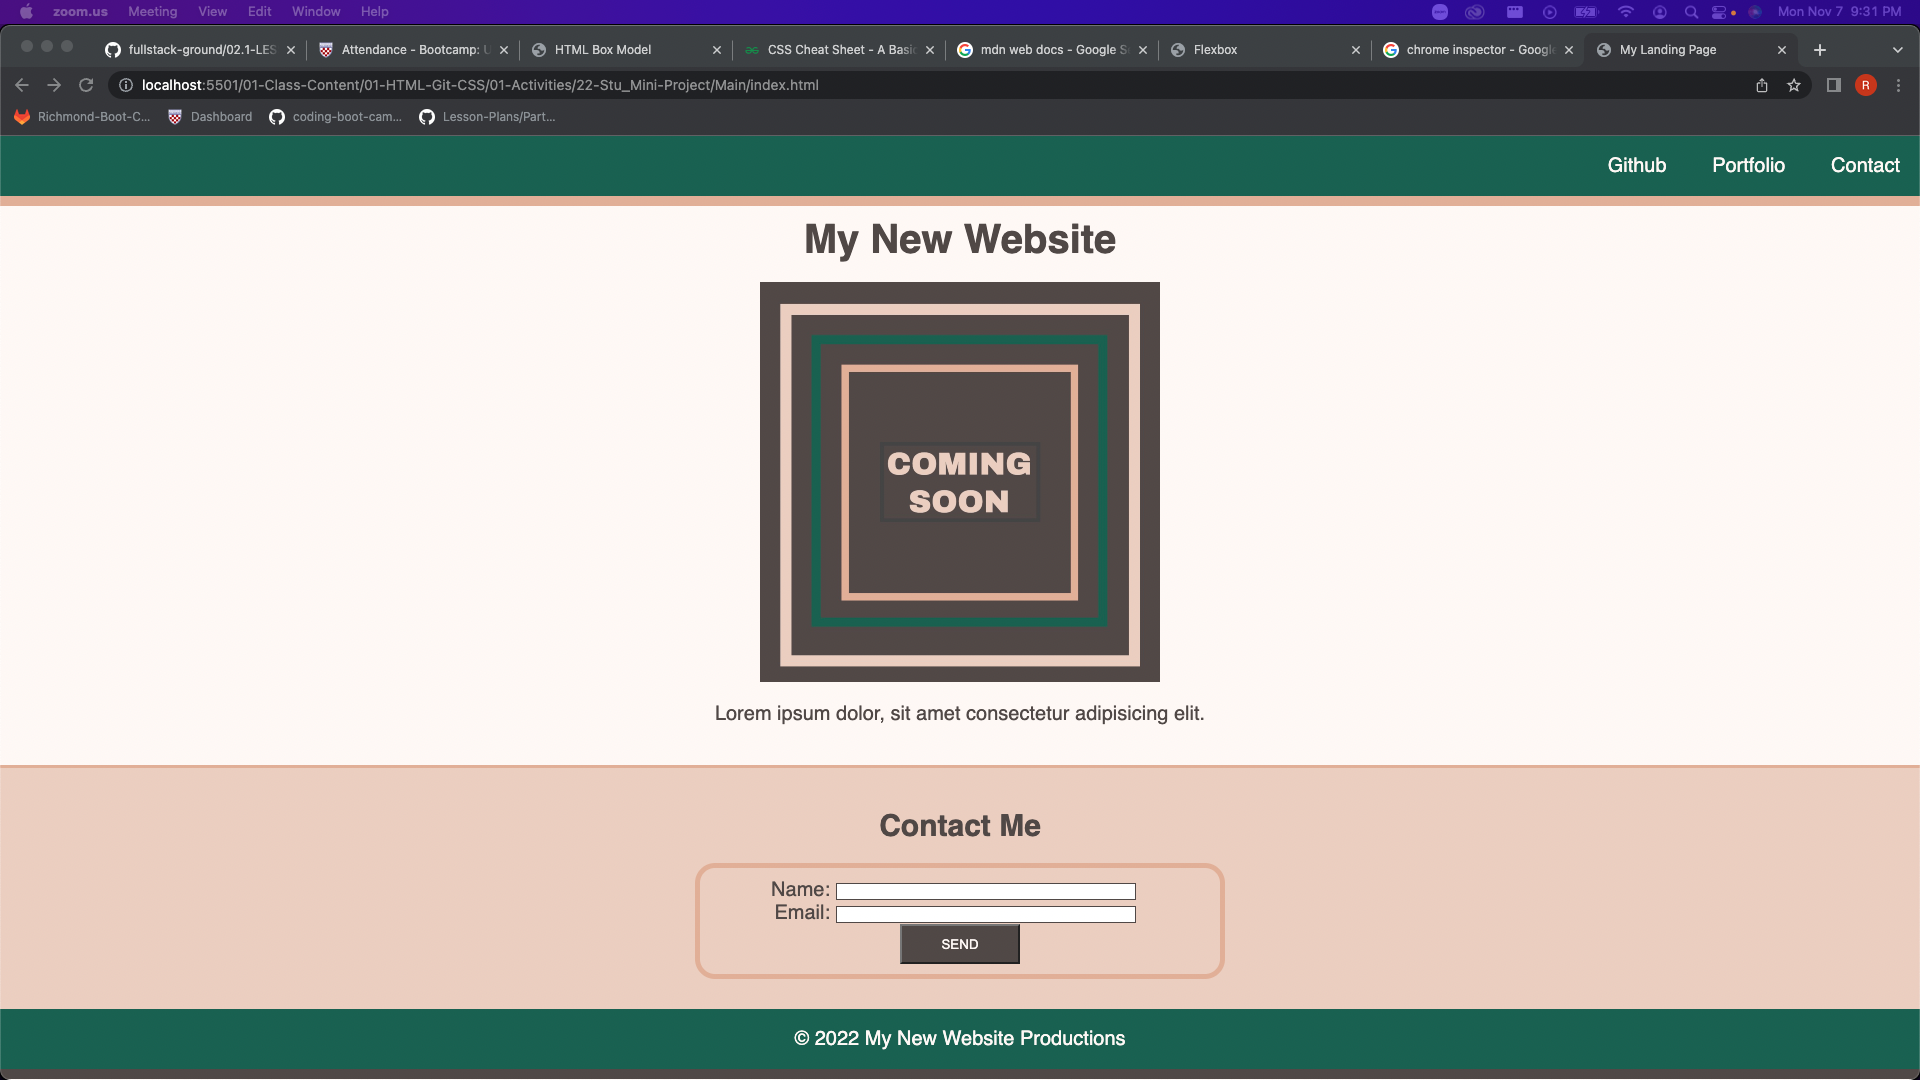 zoom.us Meeting View Edit Window Help Mon Nov 7 9:31 PM
fullstack-ground/02.1-LES Attendance - Bootcamp: U HTML Box Model CSS Cheat Sheet - A Basic mdn web docs - Google S Flexbox chrome inspector - Google My Landing Page
localhost:5501/01-Class-Content/01-HTML-Git-CSS/01-Activities/22-Stu_Mini-Project/Main/index.html R
Richmond-Boot-C... Dashboard coding-boot-cam... Lesson-Plans/Part...
Github Portfolio Contact
My New Website
COMING
SOON
Lorem ipsum dolor, sit amet consectetur adipisicing elit.
Contact Me
Name:
Email:
SEND
© 2022 My New Website Productions